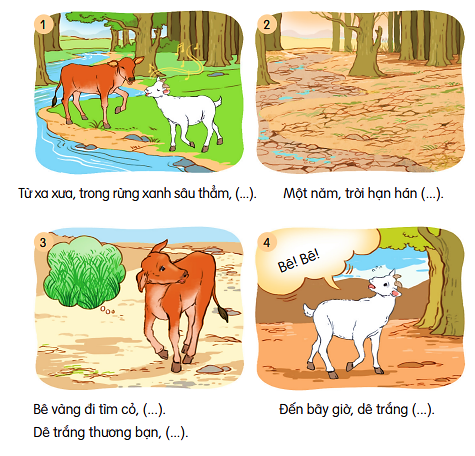 1
2
Từ xa xưa, trong rừng xanh sâu thẳm, (...).
Một năm, trời hạn hán (...).
3
4
Bê! Bê!
Bê vàng đi tìm cỏ, (...).
Dê trắng thương bạn, (...).
Đến bây giờ, dê trắng (...).